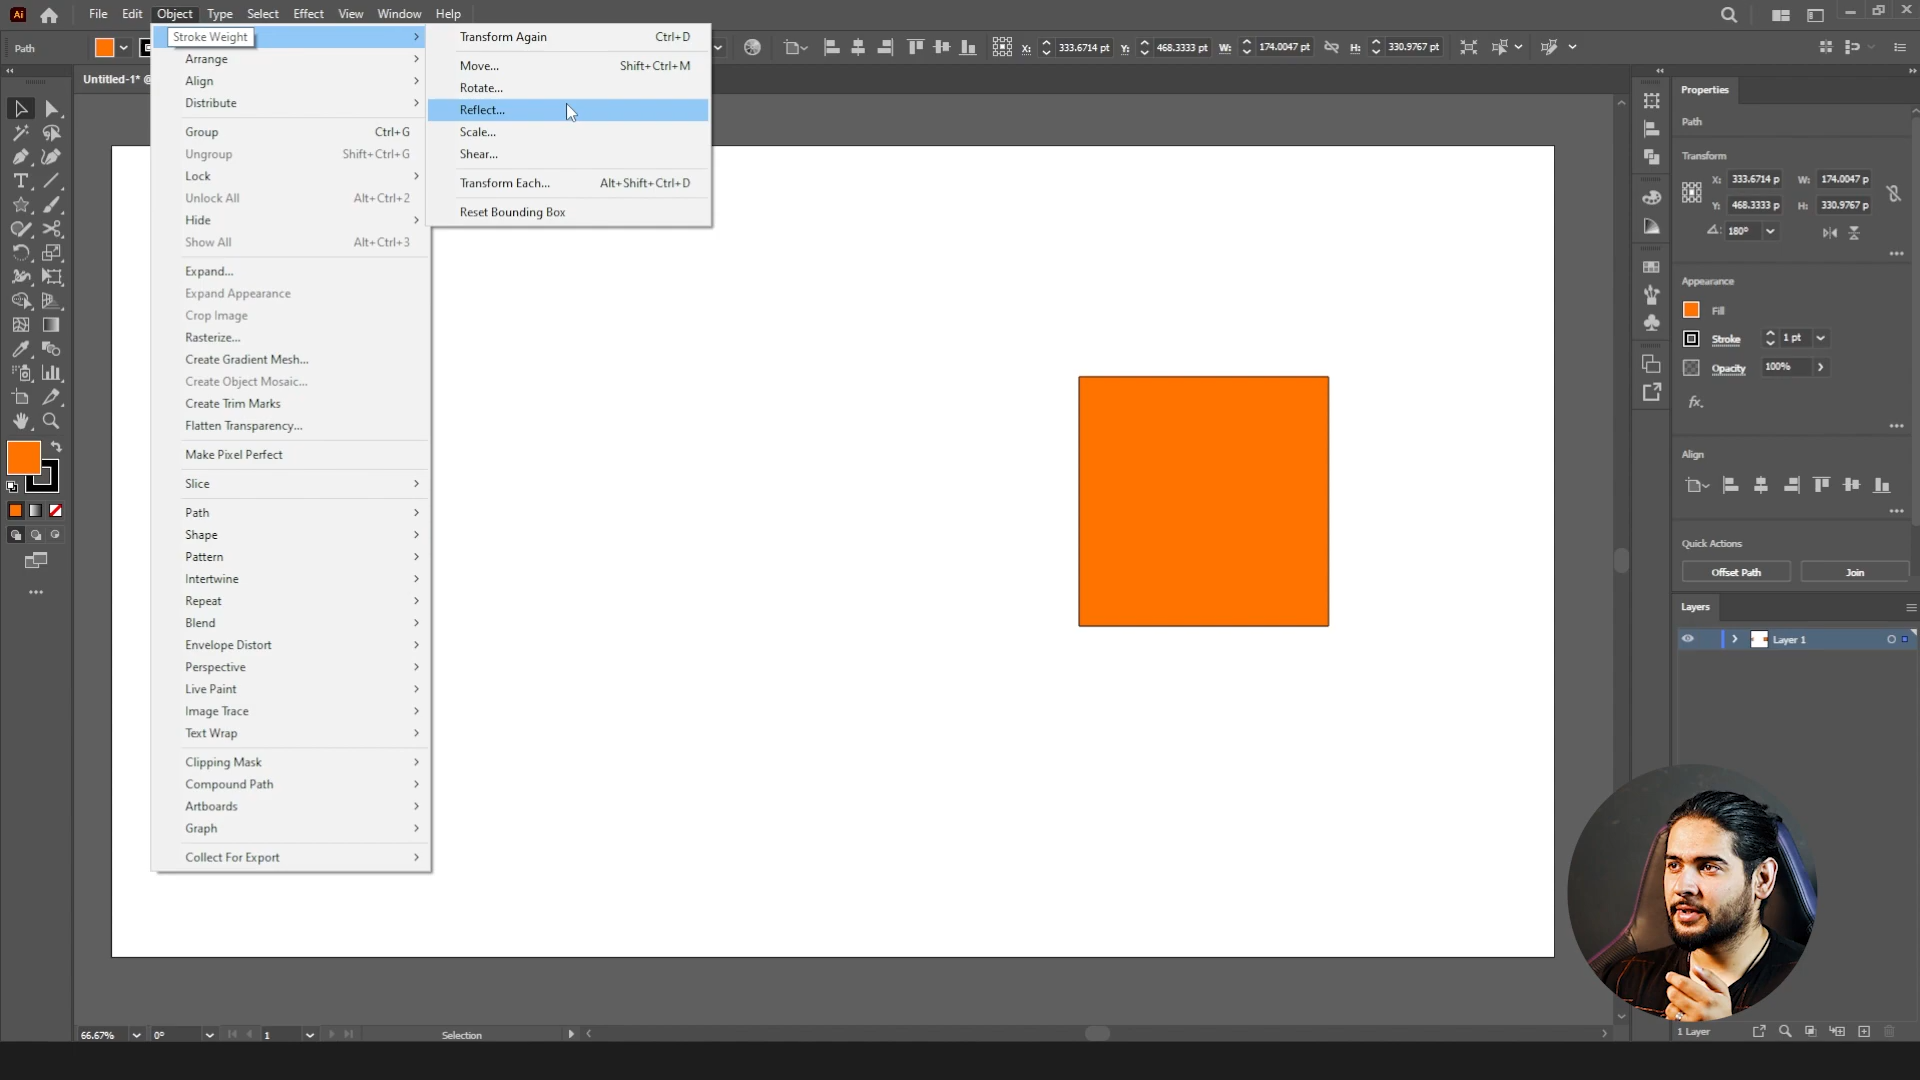 Ai File Edit Object Type Select Effect View Window Help
Path X: 333.6714 pt Y: 468.3333 pt W: 174.0047 pt H: 330.9767 pt
Untitled-1* @
Stroke Weight
Arrange
Align
Distribute
Group Ctrl+G
Ungroup Shift+Ctrl+G
Lock
Unlock All Alt+Ctrl+2
Hide
Show All Alt+Ctrl+3
Expand...
Expand Appearance
Crop Image
Rasterize...
Create Gradient Mesh...
Create Object Mosaic...
Create Trim Marks
Flatten Transparency...
Make Pixel Perfect
Slice
Path
Shape
Pattern
Intertwine
Repeat
Blend
Envelope Distort
Perspective
Live Paint
Image Trace
Text Wrap
Clipping Mask
Compound Path
Artboards
Graph
Collect For Export
Transform Again Ctrl+D
Move... Shift+Ctrl+M
Rotate...
Reflect...
Scale...
Shear...
Transform Each... Alt+Shift+Ctrl+D
Reset Bounding Box
Properties
Path
Transform
X: 333.6714 p W: 174.0047 p
Y: 468.3333 p H: 330.9767 p
180°
Appearance
Fill
Stroke 1 pt
Opacity 100%
fx.
Align
Quick Actions
Offset Path Join
Layers
Layer 1
1 Layer
66.67% 0° 1 Selection